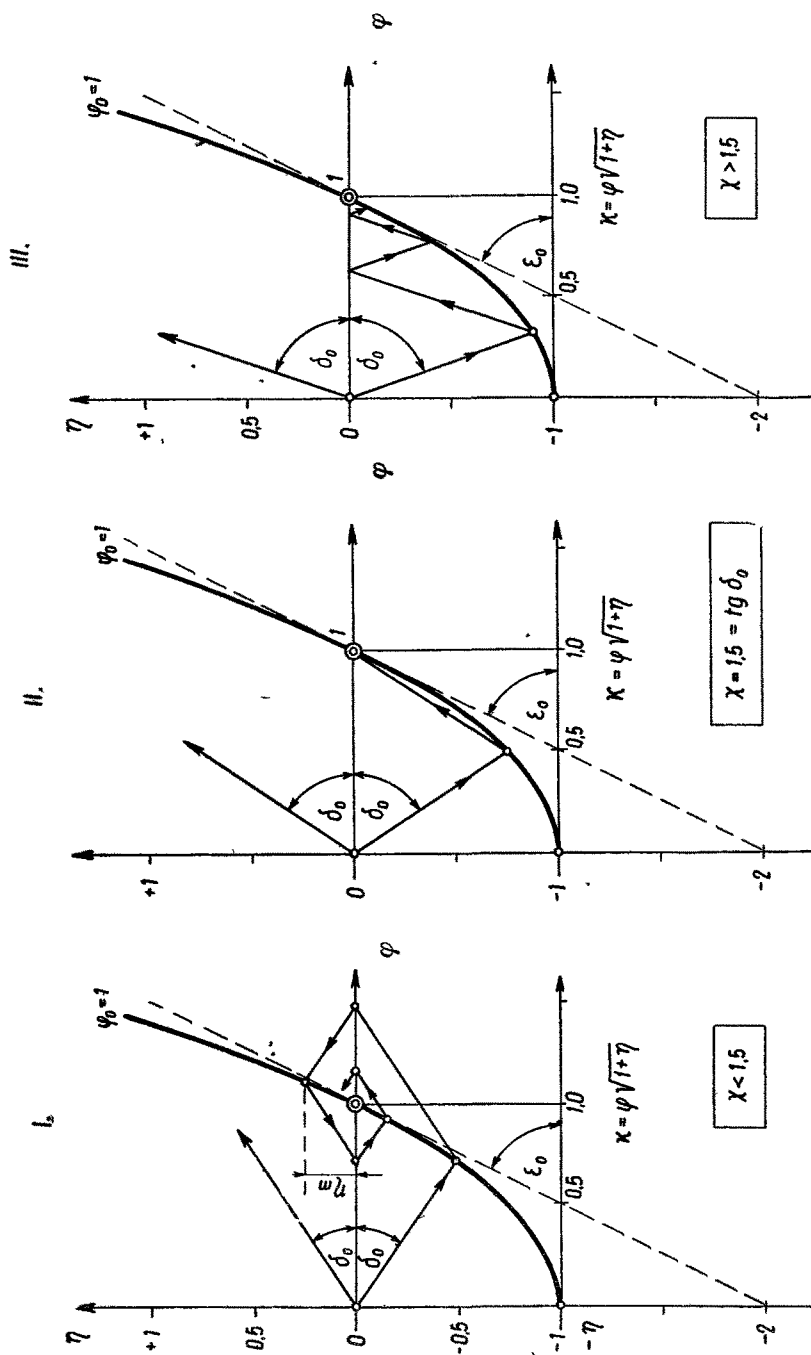 I.
η
+1
0,5
0
-0,5
-1
-η
-2
φ₀=1
φ
ηm
δ₀
δ₀
ε₀
0,5
1,0
ϰ=φ√1+η
χ<1,5
II.
+1
0
-1
-2
φ₀=1
φ
1
δ₀
δ₀
ε₀
0,5
1,0
ϰ=φ√1+η
χ=1,5=tg δ₀
III.
η
+1
0,5
0
-1
-2
φ₀=1
φ
1
δ₀
δ₀
ε₀
0,5
1,0
ϰ=φ√1+η
χ>1,5